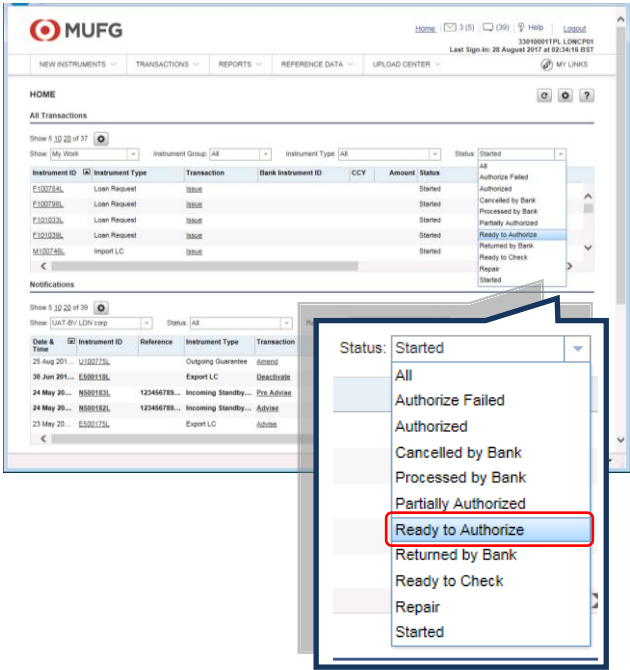 MUFG
Home 3 (5) (39) Help Logout
33010001TPL LDNCP01
Last Sign-In: 28 August 2017 at 02:34:16 BST
NEW INSTRUMENTS TRANSACTIONS REPORTS REFERENCE DATA UPLOAD CENTER MY LINKS
HOME
All Transactions
Show 5 10 20 of 37
Show: My Work Instrument Group: All Instrument Type: All Status: Started
Instrument ID Instrument Type Transaction Bank Instrument ID CCY Amount Status
F100784L Loan Request Issue Started
F100798L Loan Request Issue Started
F101033L Loan Request Issue Started
F101039L Loan Request Issue Started
M100746L Import LC Issue Started
All
Authorize Failed
Authorized
Cancelled by Bank
Processed by Bank
Partially Authorized
Ready to Authorize
Returned by Bank
Ready to Check
Repair
Started
Notifications
Show 5 10 20 of 39
Show: UAT-BV LDN corp Status: All
Date & Time Instrument ID Reference Instrument Type Transaction
25 Aug 201... U100775L Outgoing Guarantee Amend
30 Jun 201... E500118L Export LC Deactivate
24 May 20... N500183L 123456789... Incoming Standby... Pre Advise
24 May 20... N500182L 123456789... Incoming Standby... Advise
23 May 20... E500175L Export LC Advise
Status: Started
All
Authorize Failed
Authorized
Cancelled by Bank
Processed by Bank
Partially Authorized
Ready to Authorize
Returned by Bank
Ready to Check
Repair
Started